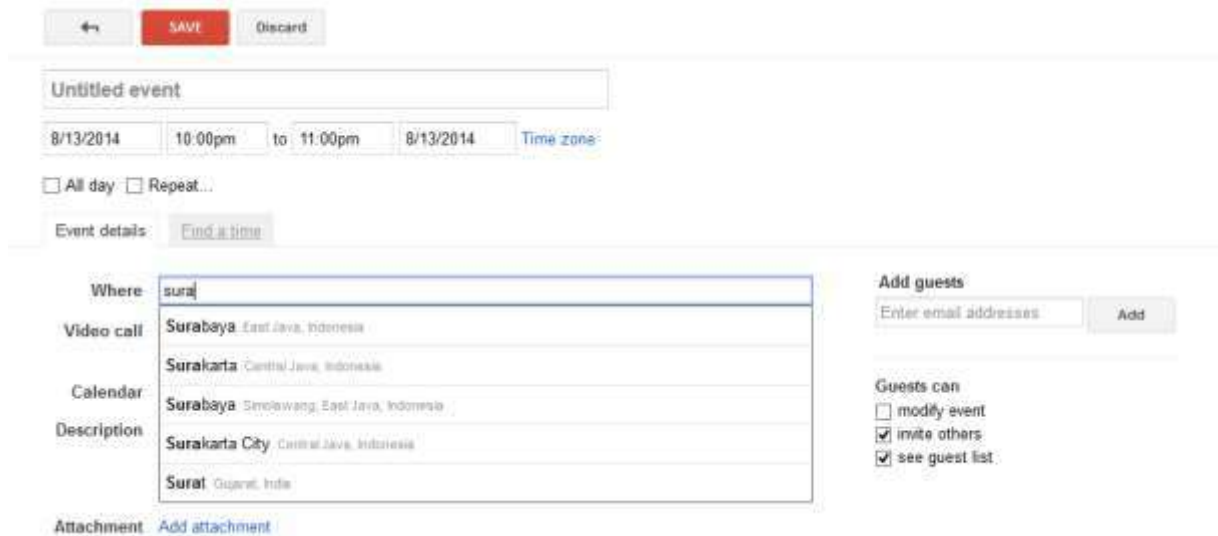 SAVE Discard
Untitled event
8/13/2014 10:00pm to 11:00pm 8/13/2014 Time zone
All day Repeat...
Event details Find a time
Where sura
Add guests
Enter email addresses Add
Video call
Surabaya East Java, Indonesia
Surakarta Central Java, Indonesia
Calendar
Surabaya Simolawang, East Java, Indonesia
Description
Surakarta City Central Java, Indonesia
Surat Gujarat, India
Guests can
modify event
invite others
see guest list
Attachment Add attachment